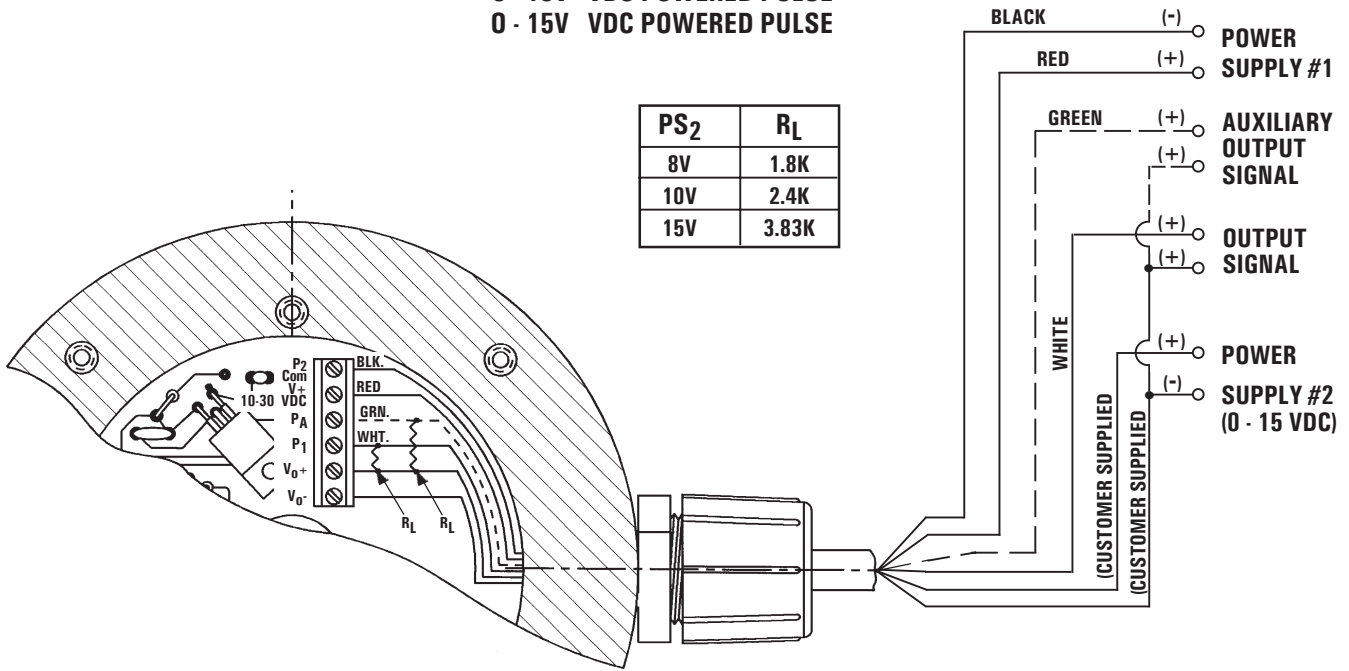 0 - 15V VDC POWERED PULSE
PS2 RL
8V 1.8K
10V 2.4K
15V 3.83K
BLACK (-)
RED (+)
POWER
SUPPLY #1
GREEN (+)
(+)
AUXILIARY
OUTPUT
SIGNAL
WHITE
(+)
(+)
OUTPUT
SIGNAL
(CUSTOMER SUPPLIED
(CUSTOMER SUPPLIED
(+)
(-)
POWER
SUPPLY #2
(0 - 15 VDC)
P2
Com
V+
10-30 VDC
PA
P1
V0+
V0-
BLK.
RED
GRN.
WHT.
RL
RL